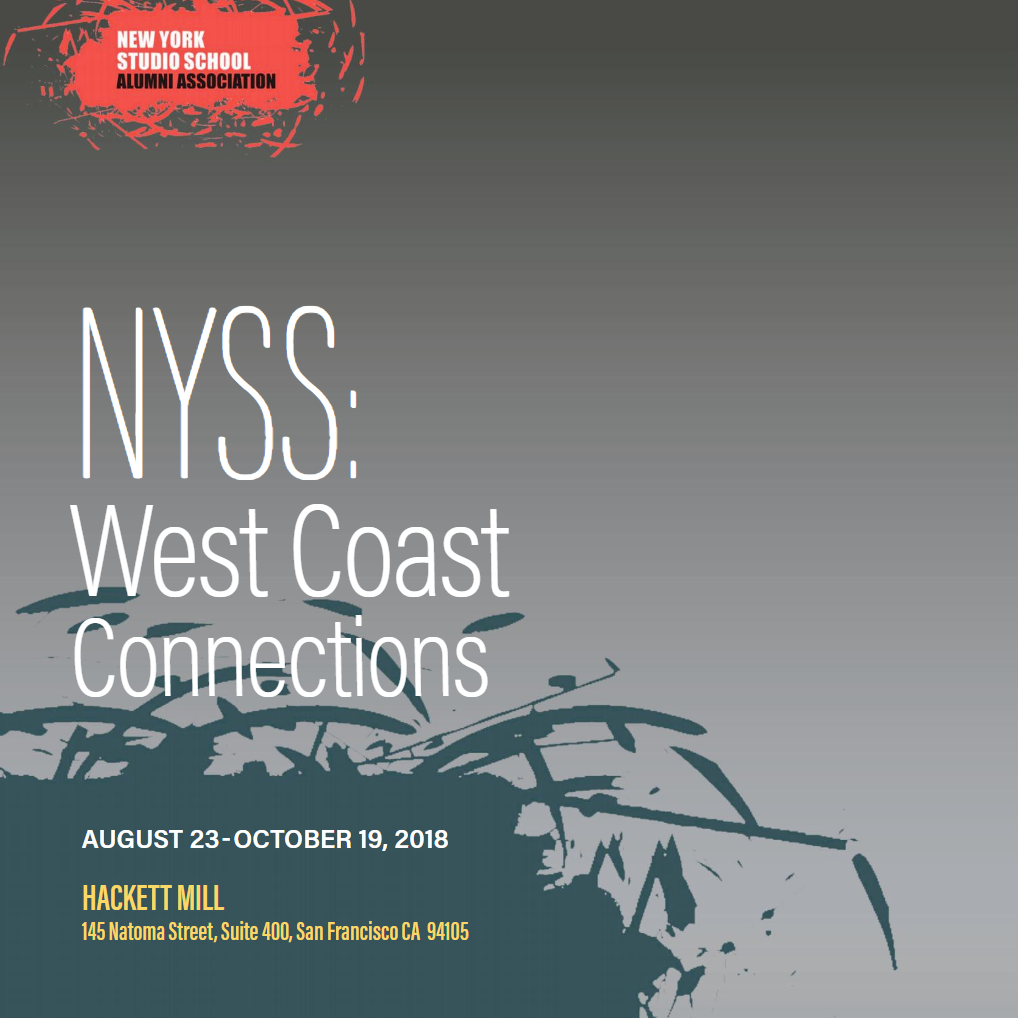 NEW YORK
STUDIO SCHOOL
ALUMNI ASSOCIATION
NYSS:
West Coast
Connections
AUGUST 23-OCTOBER 19, 2018
HACKETT MILL
145 Natoma Street, Suite 400, San Francisco CA 94105